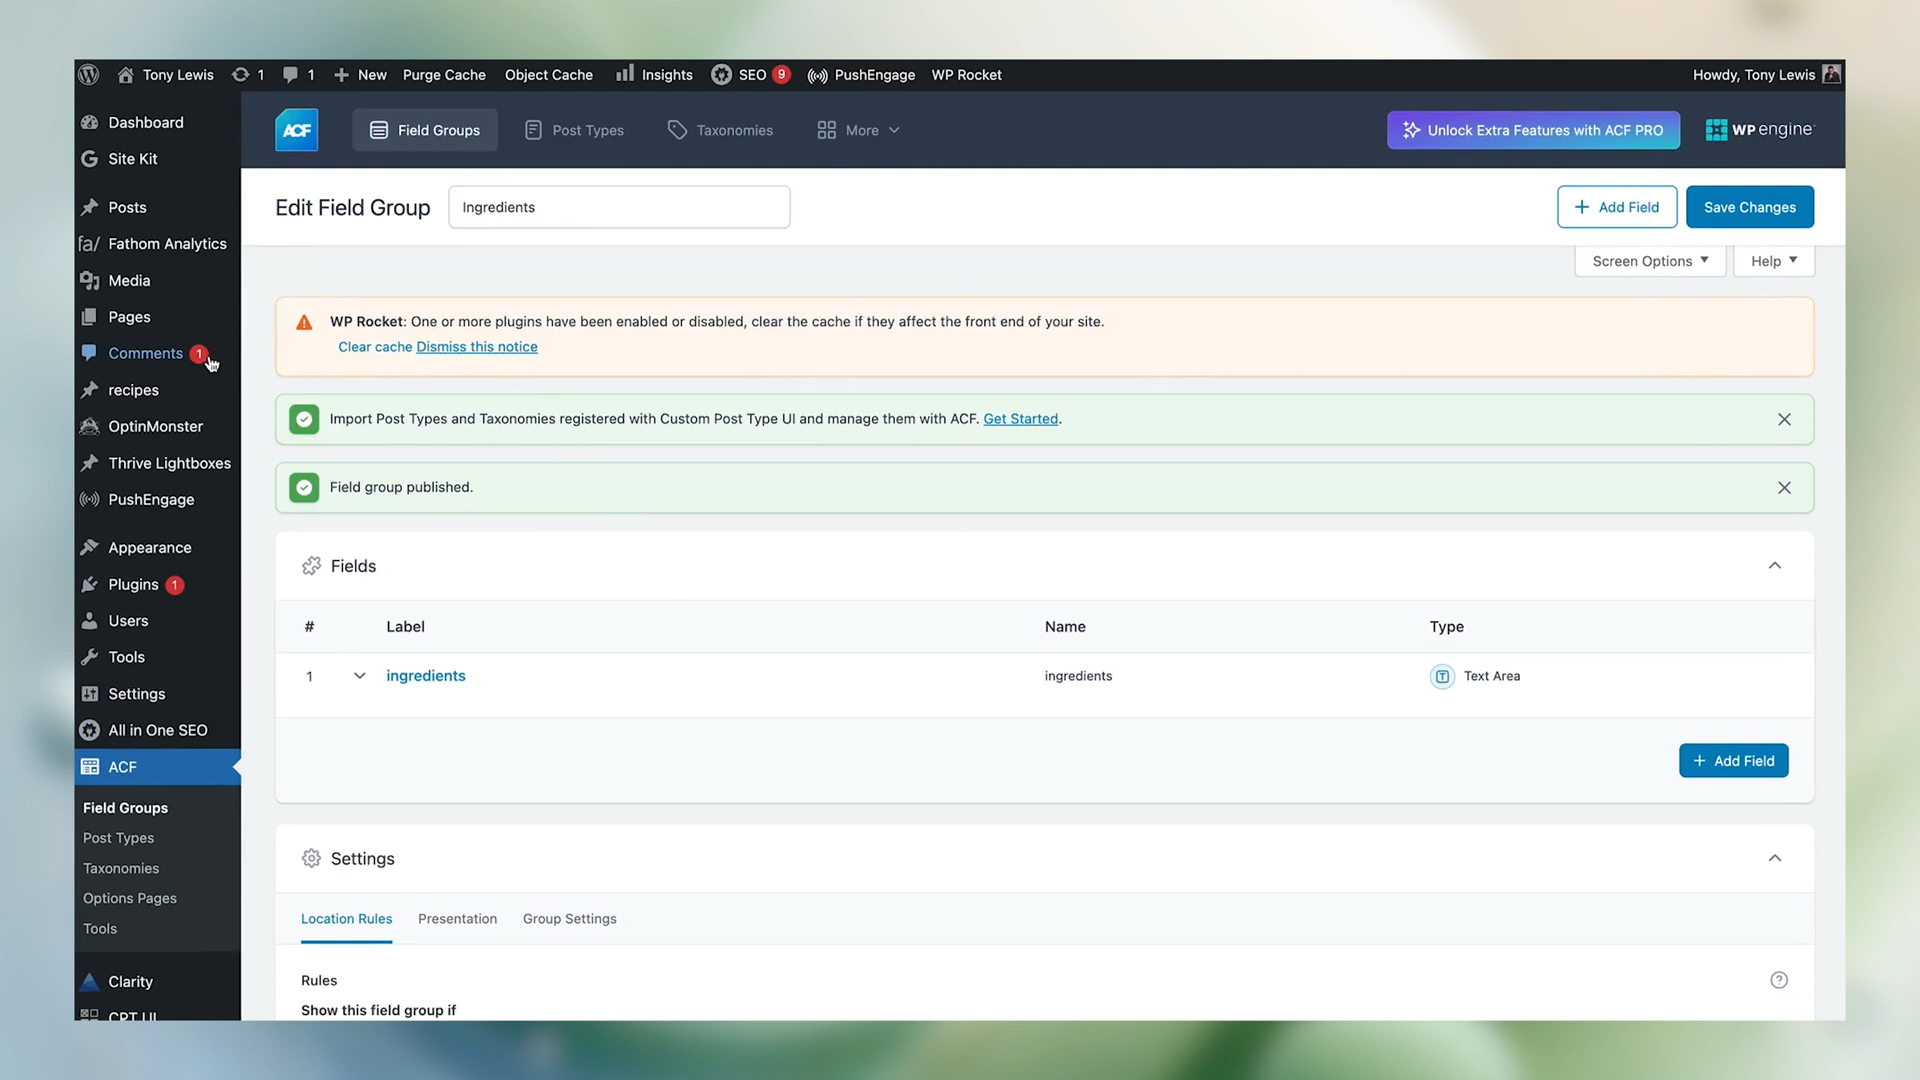 Tony Lewis 1 1 New Purge Cache Object Cache Insights SEO 9 PushEngage WP Rocket Howdy, Tony Lewis
Dashboard
Site Kit
Posts
Fathom Analytics
Media
Pages
Comments 1
recipes
OptinMonster
Thrive Lightboxes
PushEngage
Appearance
Plugins 1
Users
Tools
Settings
All in One SEO
ACF
Field Groups
Post Types
Taxonomies
Options Pages
Tools
Clarity
CPT UI
ACF Field Groups Post Types Taxonomies More Unlock Extra Features with ACF PRO WP engine
Edit Field Group Ingredients + Add Field Save Changes
Screen Options Help
WP Rocket: One or more plugins have been enabled or disabled, clear the cache if they affect the front end of your site.
Clear cache Dismiss this notice
Import Post Types and Taxonomies registered with Custom Post Type UI and manage them with ACF. Get Started.
Field group published.
Fields
# Label Name Type
1 ingredients ingredients Text Area
+ Add Field
Settings
Location Rules Presentation Group Settings
Rules
Show this field group if